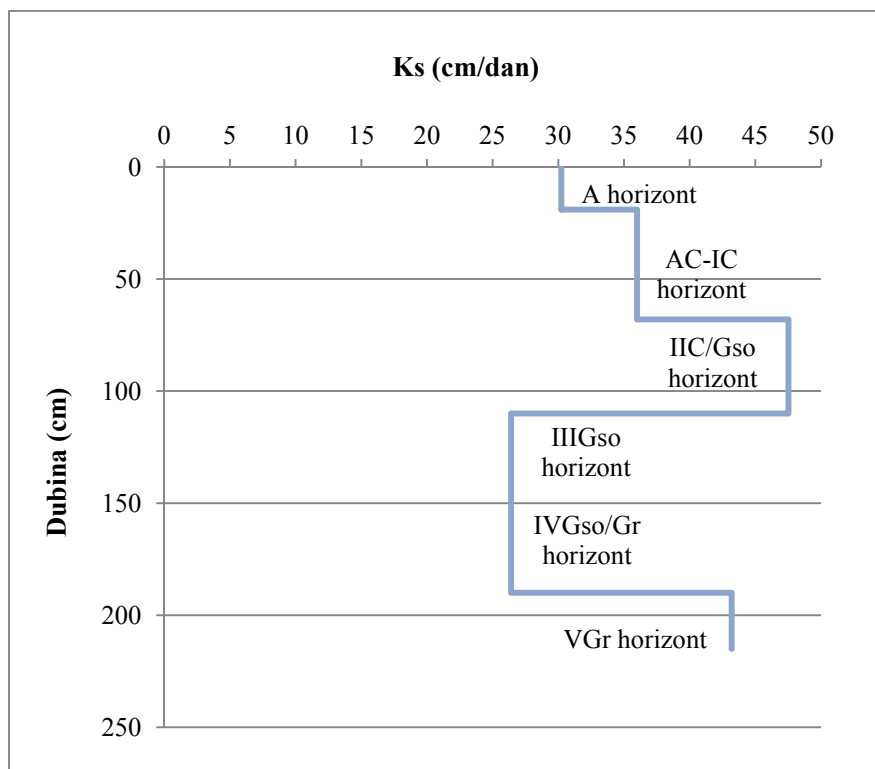 Ks (cm/dan)
0 5 10 15 20 25 30 35 40 45 50
0
A horizont
50
AC-IC
horizont
IIC/Gso
horizont
100
IIIGso
horizont
150
IVGso/Gr
horizont
200
VGr horizont
250
Dubina (cm)